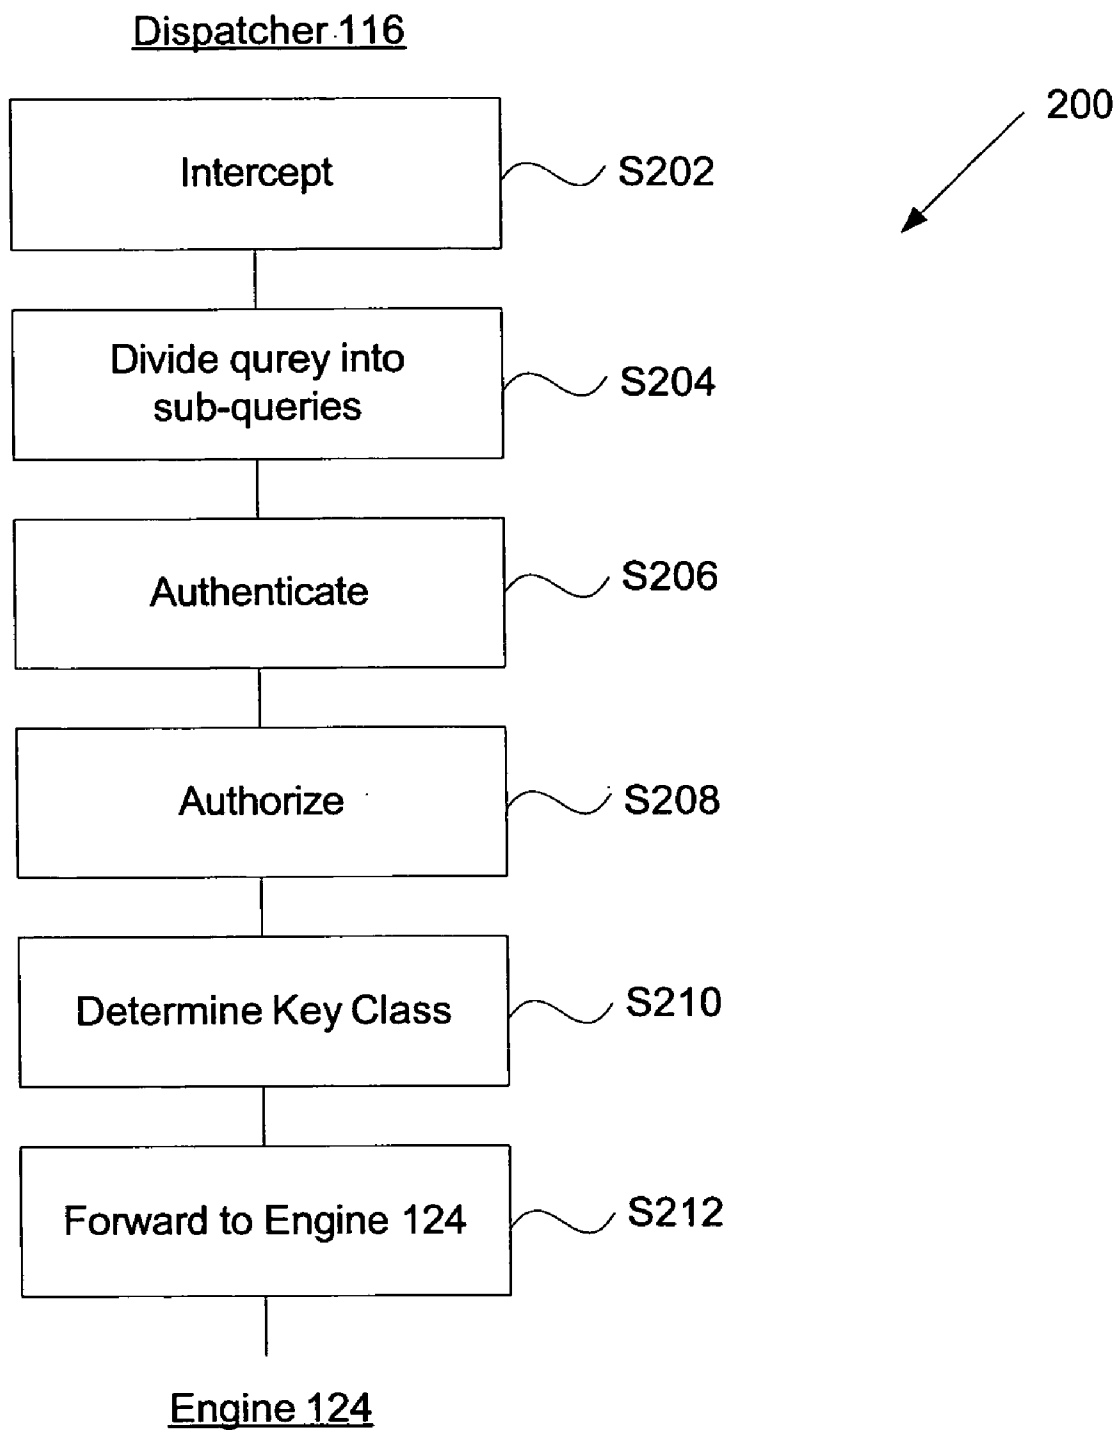 Dispatcher 116
200
Intercept
S202
Divide qurey into
sub-queries
S204
Authenticate
S206
Authorize
S208
Determine Key Class
S210
Forward to Engine 124
S212
Engine 124